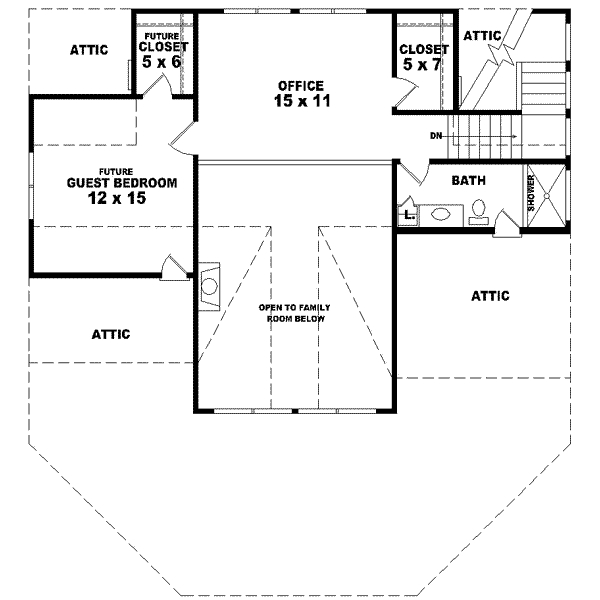 ATTIC
FUTURE
CLOSET
5 x 6
OFFICE
15 x 11
CLOSET
5 x 7
ATTIC
DN
FUTURE
GUEST BEDROOM
12 x 15
BATH
SHOWER
L.
OPEN TO FAMILY
ROOM BELOW
ATTIC
ATTIC